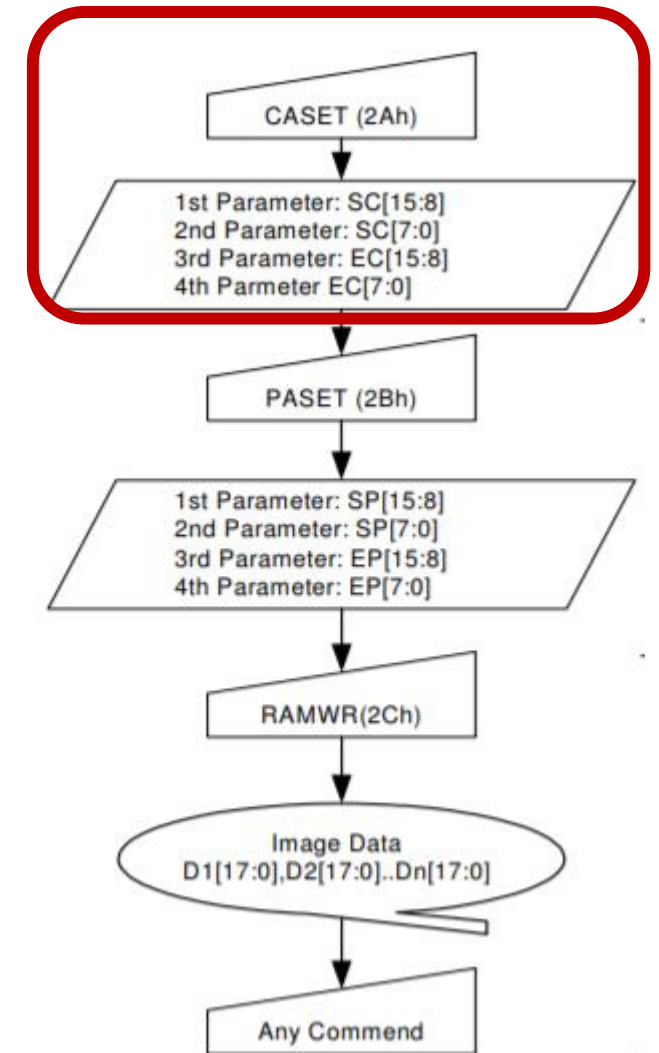 CASET (2Ah)
1st Parameter: SC[15:8]
2nd Parameter: SC[7:0]
3rd Parameter: EC[15:8]
4th Parmeter EC[7:0]
PASET (2Bh)
1st Parameter: SP[15:8]
2nd Parameter: SP[7:0]
3rd Parameter: EP[15:8]
4th Parameter: EP[7:0]
RAMWR(2Ch)
Image Data
D1[17:0],D2[17:0]..Dn[17:0]
Any Commend